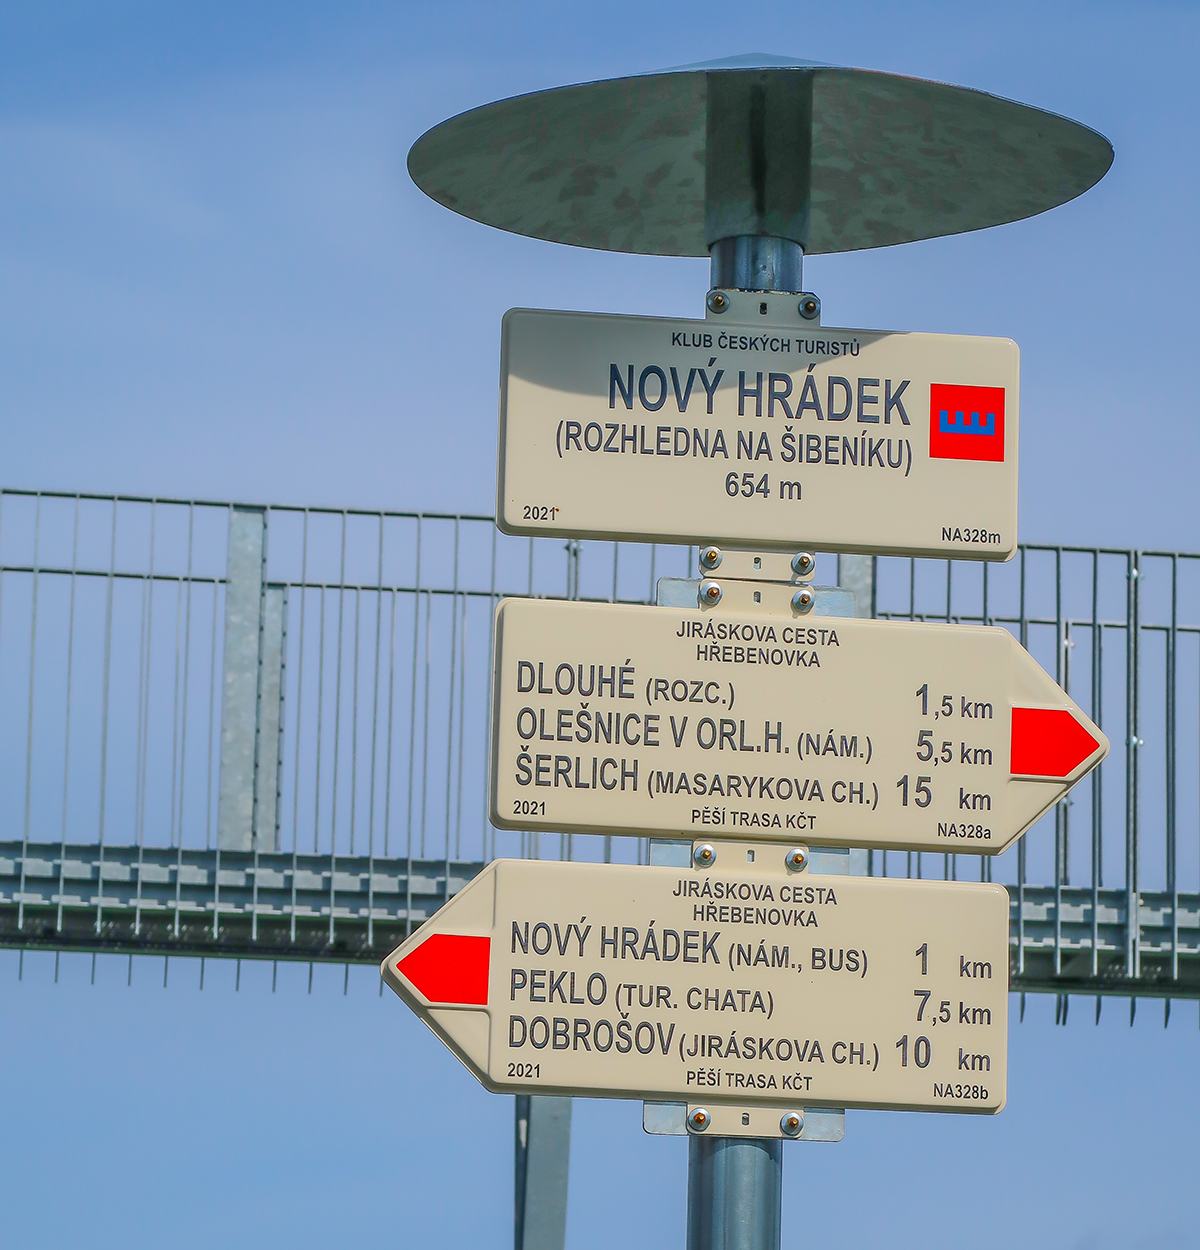 KLUB ČESKÝCH TURISTŮ
NOVÝ HRÁDEK
(ROZHLEDNA NA ŠIBENÍKU)
654 m
2021 NA328m
JIRÁSKOVA CESTA
HŘEBENOVKA
DLOUHÉ (ROZC.) 1,5 km
OLEŠNICE V ORL.H. (NÁM.) 5,5 km
ŠERLICH (MASARYKOVA CH.) 15 km
2021 PĚŠÍ TRASA KČT NA328a
JIRÁSKOVA CESTA
HŘEBENOVKA
NOVÝ HRÁDEK (NÁM., BUS) 1 km
PEKLO (TUR. CHATA) 7,5 km
DOBROŠOV (JIRÁSKOVA CH.) 10 km
2021 PĚŠÍ TRASA KČT NA328b